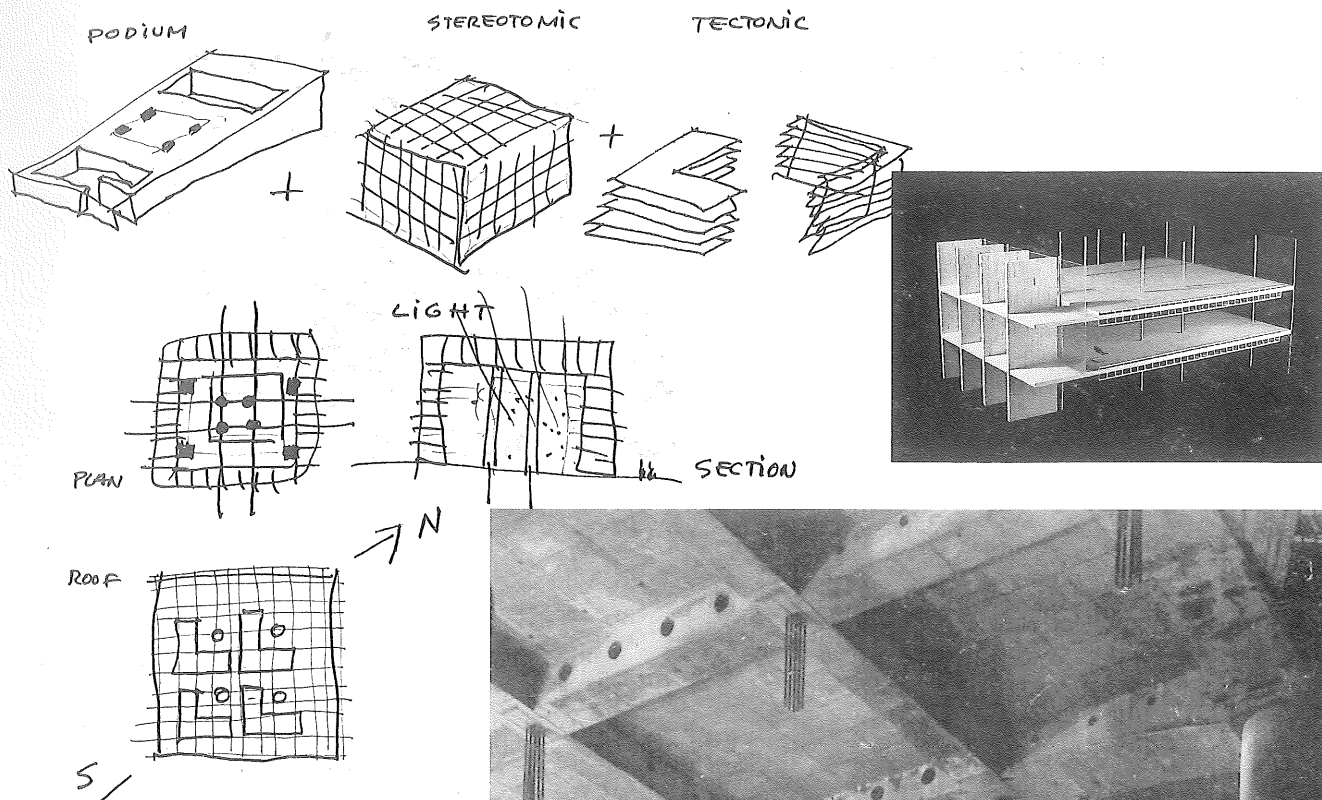 PODIUM
STEREOTOMIC
TECTONIC
LIGHT
PLAN
SECTION
N
ROOF
S